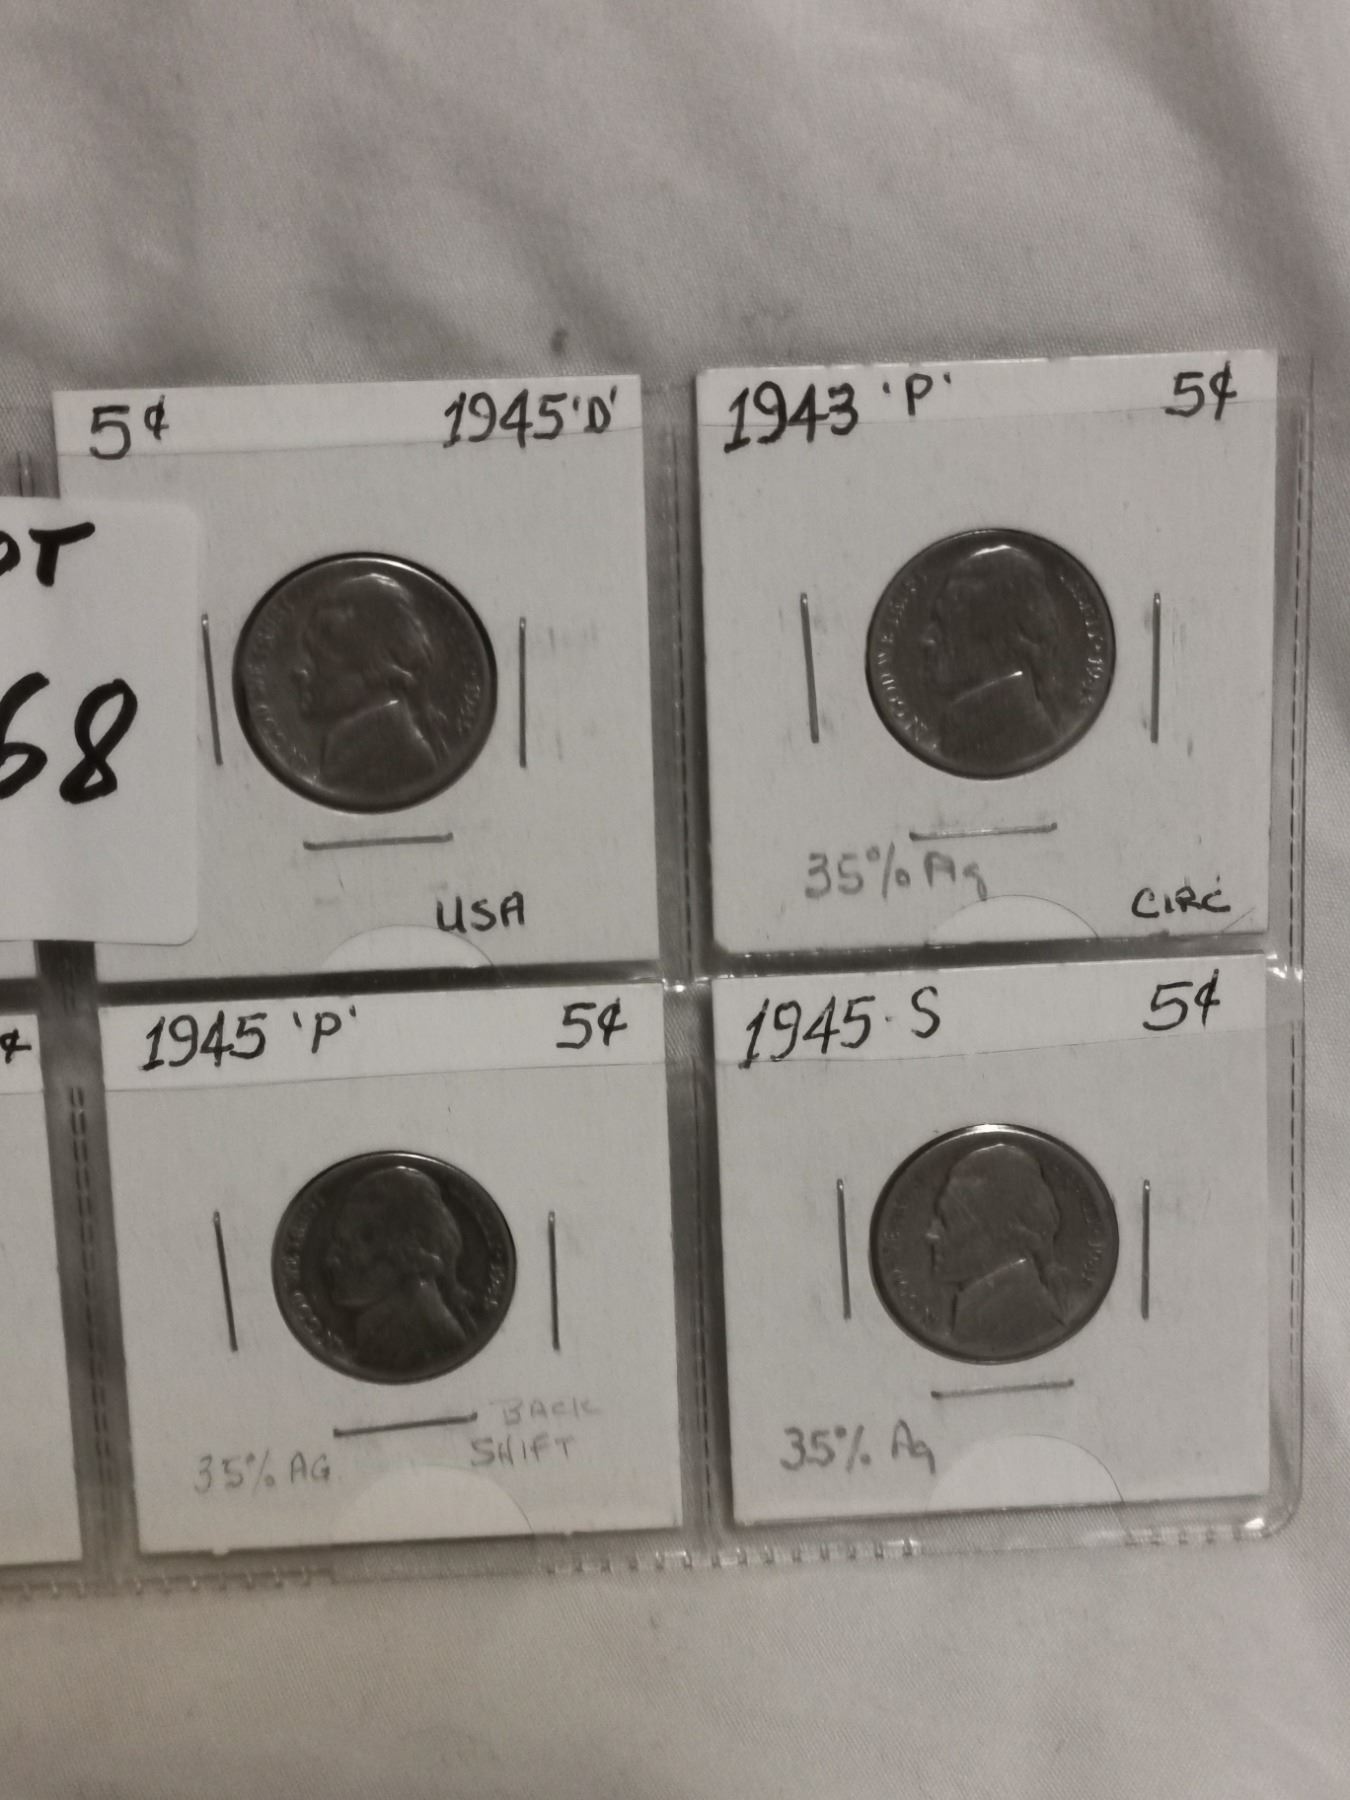 5¢ 1945 'D'
OT
68
USA
1943 'P' 5¢
35% Ag
CIRC
¢
1945 'P' 5¢
35% AG
BACK
SHIFT
1945 · S 5¢
35% Ag